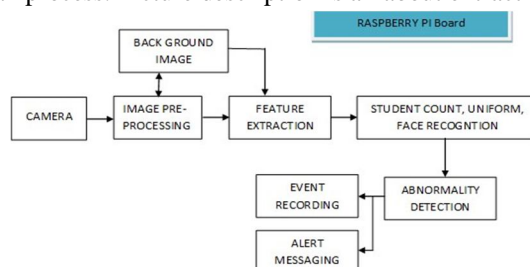 RASPBERRY PI Board
BACK GROUND
IMAGE
CAMERA
IMAGE PRE-
PROCESSING
FEATURE
EXTRACTION
STUDENT COUNT, UNIFORM,
FACE RECOGNTION
EVENT
RECORDING
ABNORMALITY
DETECTION
ALERT
MESSAGING